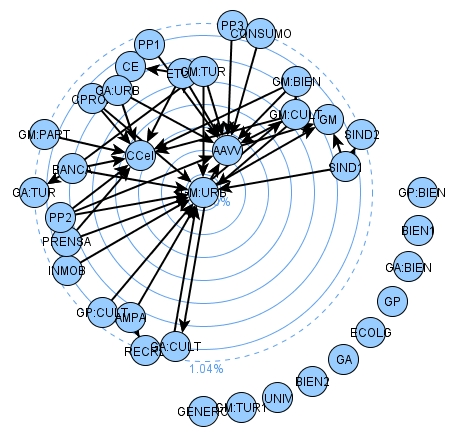 PP3
CONSUMO
PP1
CE
ETC
GM:TUR
GM:BIEN
GA:URB
CPRO
GM:CULT
GM
GM:PART
SIND2
CCel
AAVV
SIND1
BANCA
GA:TUR
GM:URB
GP:BIEN
PP2
BIEN1
PRENSA
GA:BIEN
INMOB
GP
GP:CULT
AMPA
ECOLG
RECRE
GA:CULT
GA
1.04%
BIEN2
UNIV
GM:TUR1
GENERO